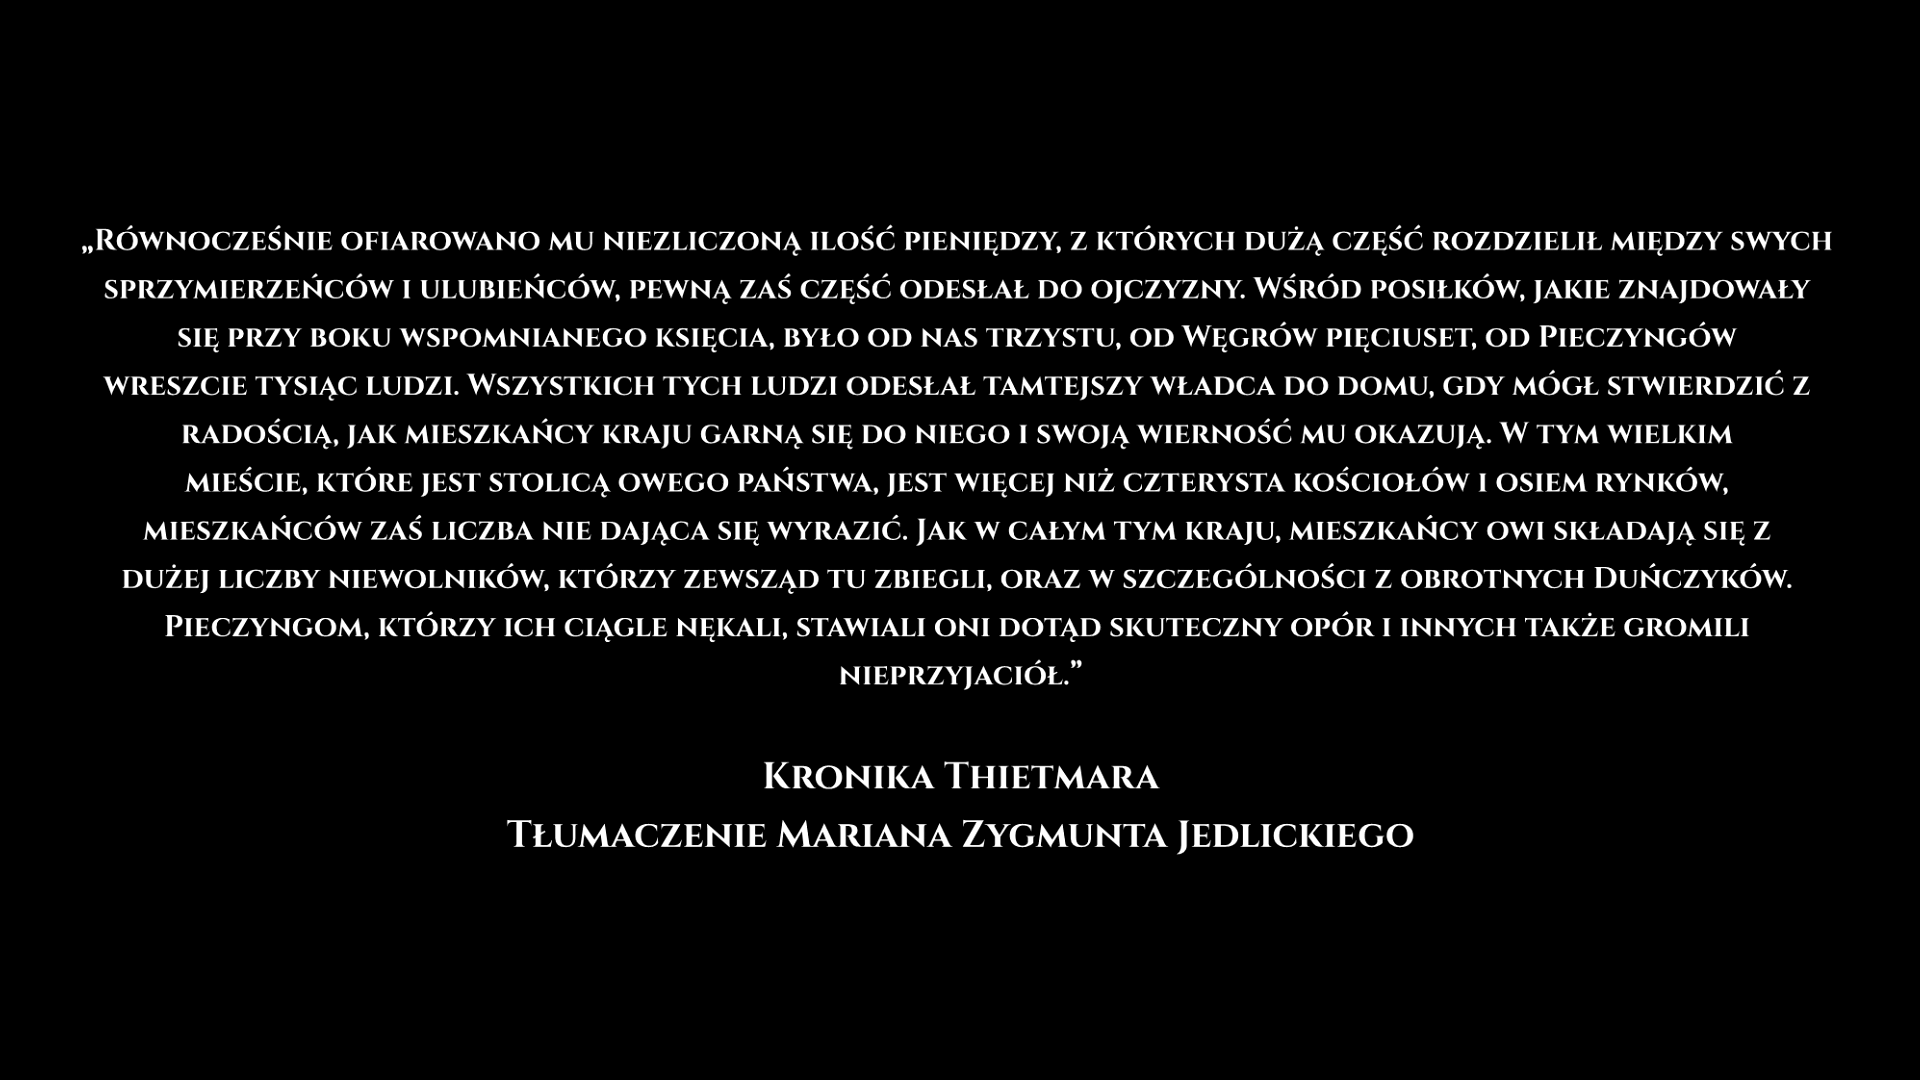 „Równocześnie ofiarowano mu niezliczoną ilość pieniędzy, z których dużą część rozdzielił między swych
sprzymierzeńców i ulubieńców, pewną zaś część odesłał do ojczyzny. Wśród posiłków, jakie znajdowały
się przy boku wspomnianego księcia, było od nas trzystu, od Węgrów pięciuset, od Pieczyngów
wreszcie tysiąc ludzi. Wszystkich tych ludzi odesłał tamtejszy władca do domu, gdy mógł stwierdzić z
radością, jak mieszkańcy kraju garną się do niego i swoją wierność mu okazują. W tym wielkim
mieście, które jest stolicą owego państwa, jest więcej niż czterysta kościołów i osiem rynków,
mieszkańców zaś liczba nie dająca się wyrazić. Jak w całym tym kraju, mieszkańcy owi składają się z
dużej liczby niewolników, którzy zewsząd tu zbiegli, oraz w szczególności z obrotnych Duńczyków.
Pieczyngom, którzy ich ciągle nękali, stawiali oni dotąd skuteczny opór i innych także gromili
nieprzyjaciół.”
Kronika Thietmara
Tłumaczenie Mariana Zygmunta Jedlickiego